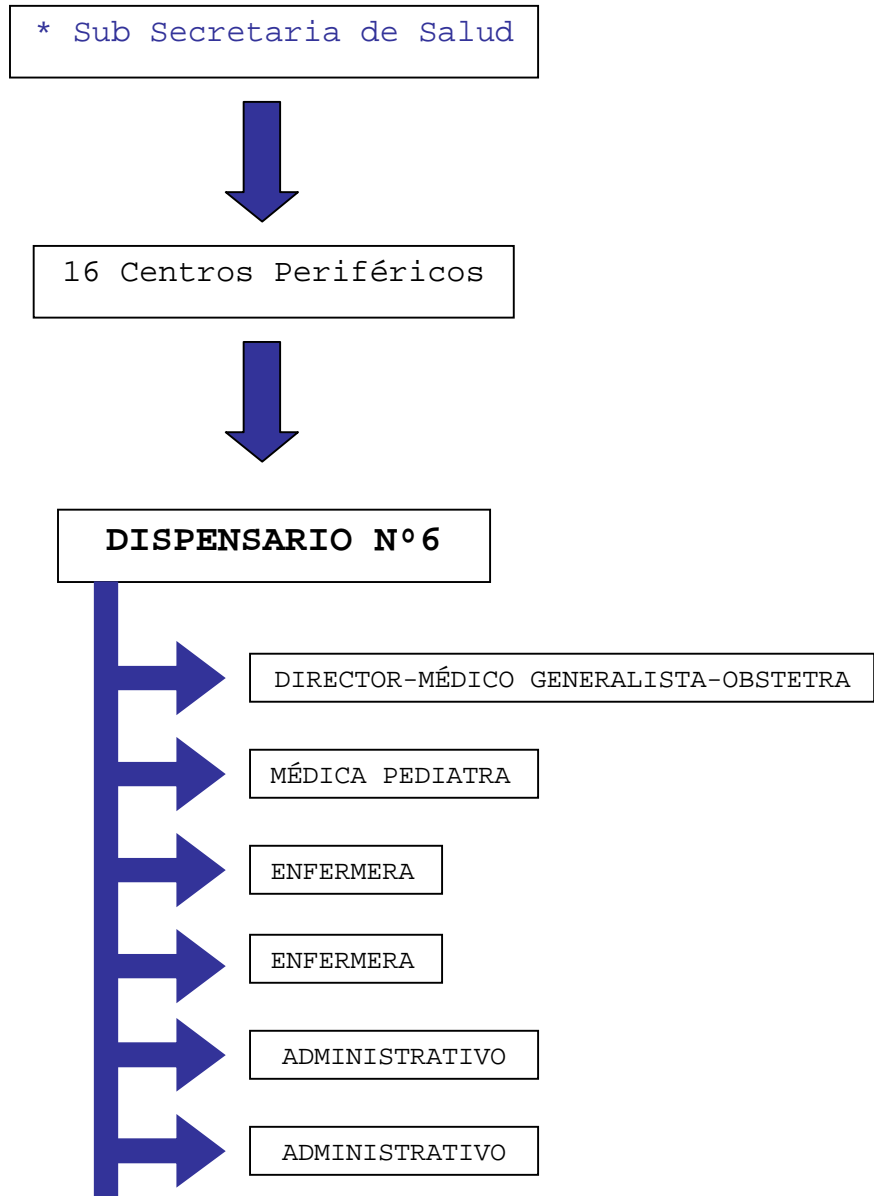 * Sub Secretaria de Salud
16 Centros Periféricos
DISPENSARIO Nº6
DIRECTOR-MÉDICO GENERALISTA-OBSTETRA
MÉDICA PEDIATRA
ENFERMERA
ENFERMERA
ADMINISTRATIVO
ADMINISTRATIVO